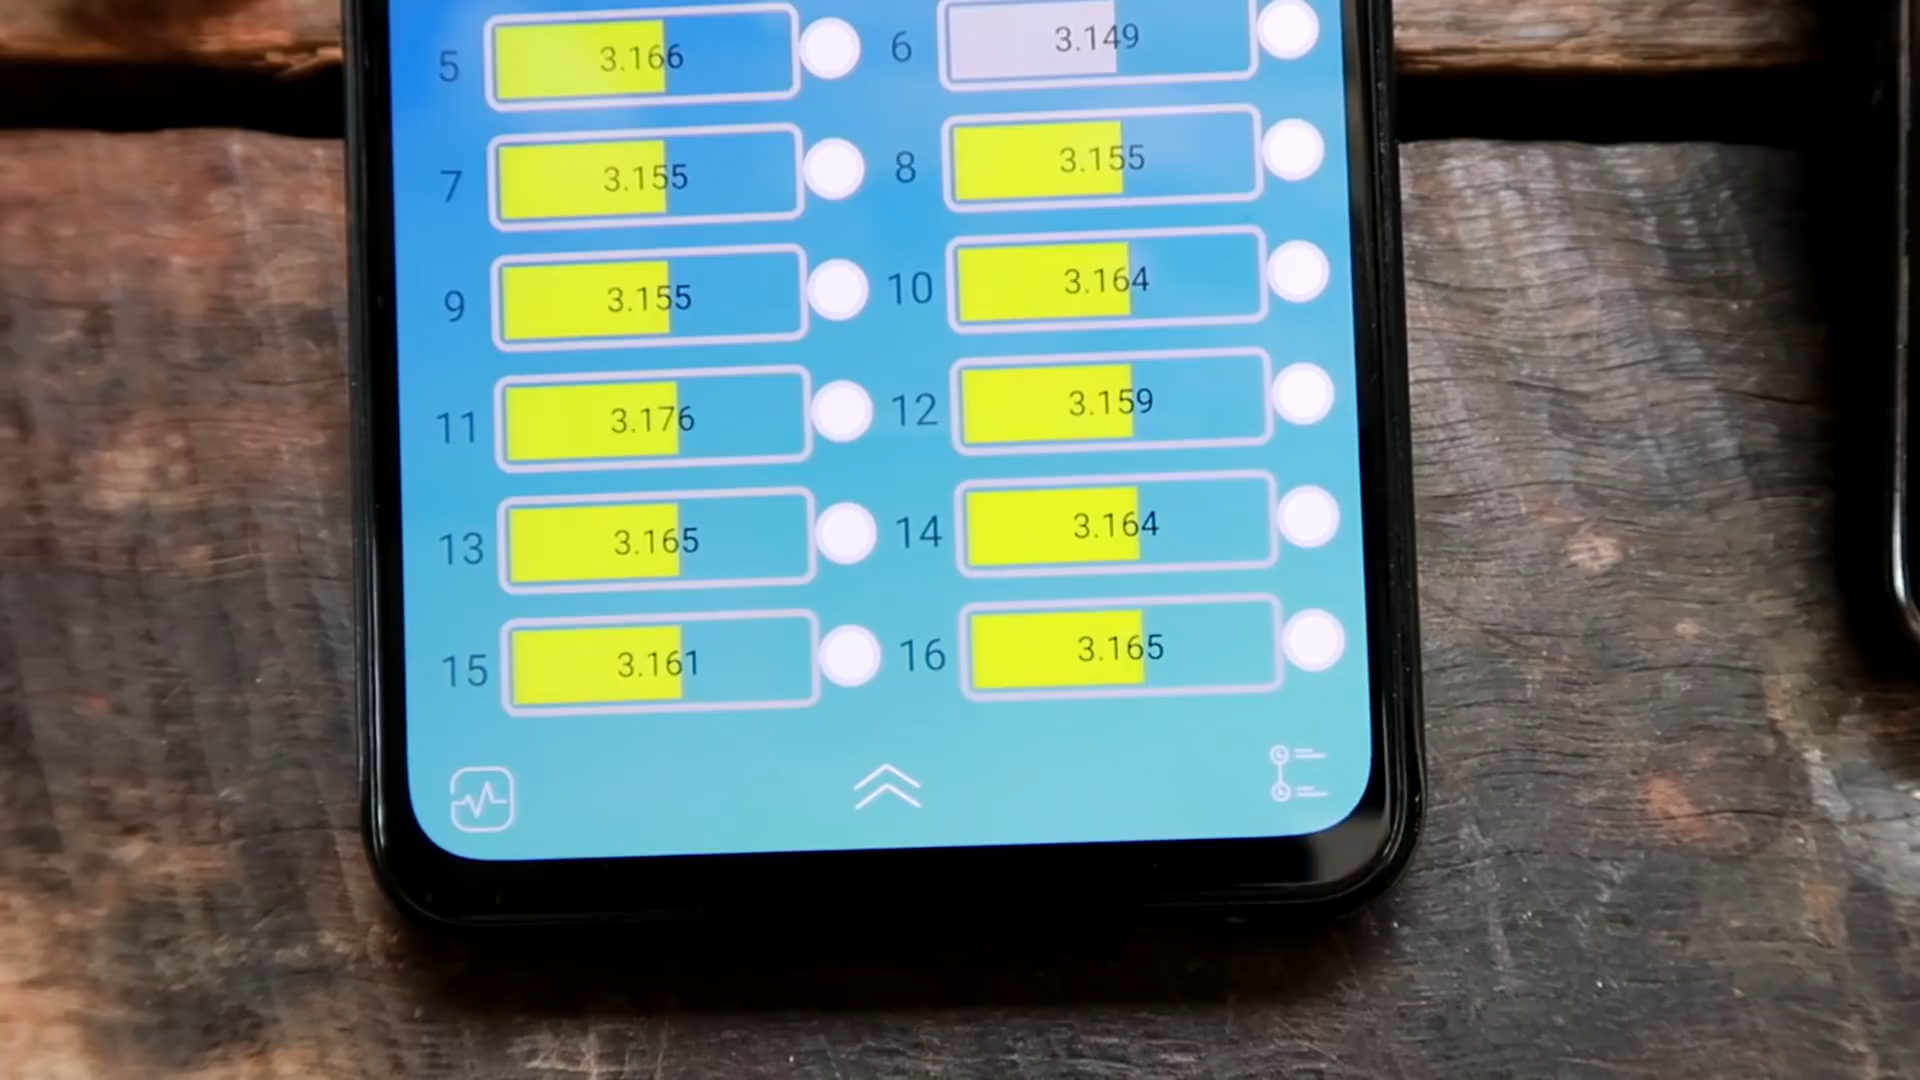 5 3.166 6 3.149
7 3.155 8 3.155
9 3.155 10 3.164
11 3.176 12 3.159
13 3.165 14 3.164
15 3.161 16 3.165